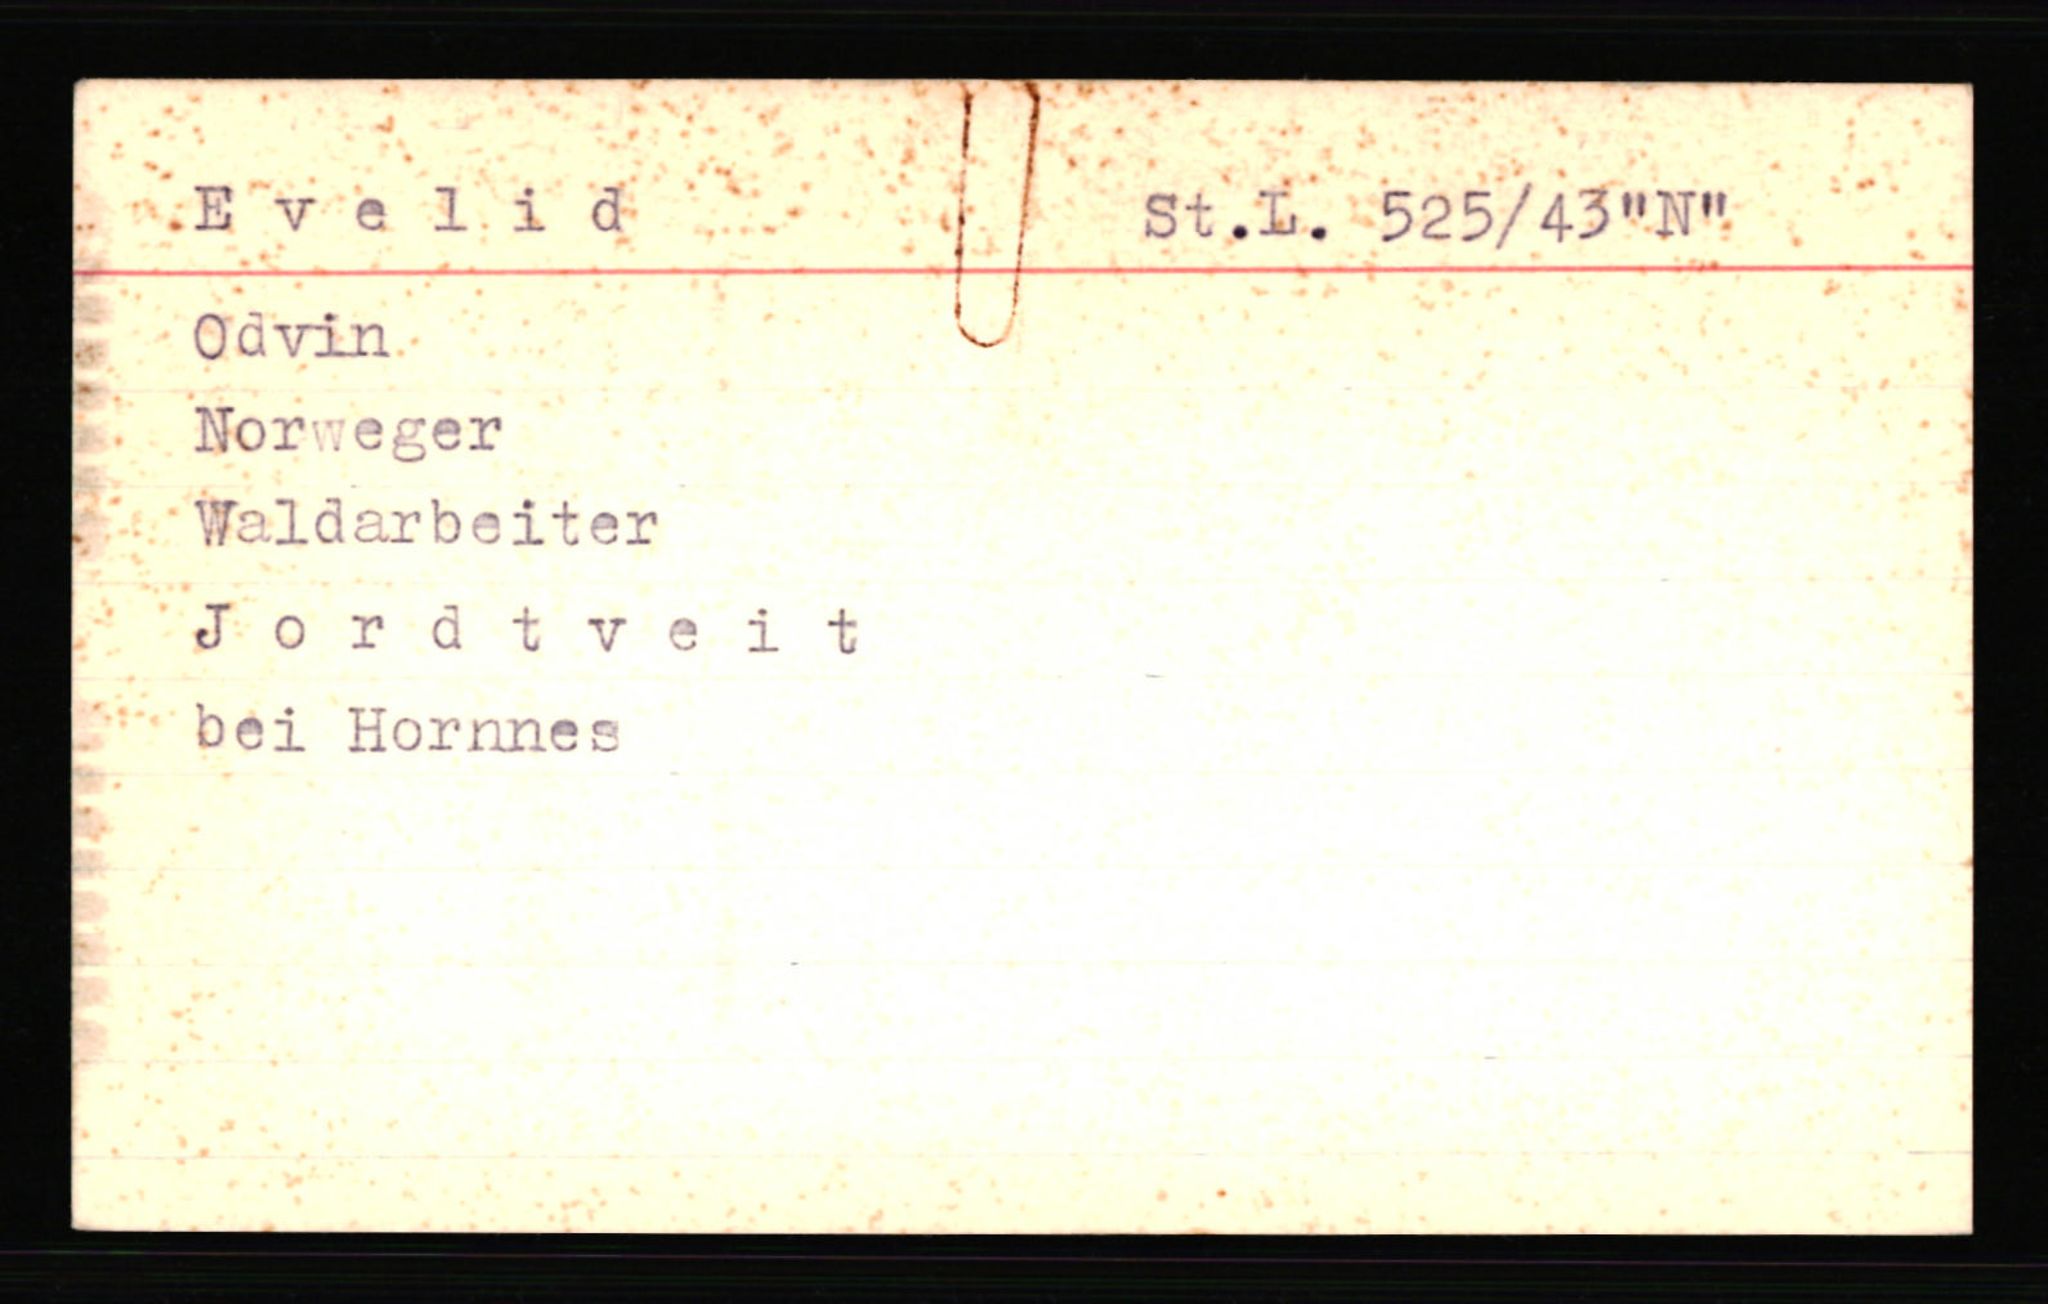 E v e l i d St.L. 525/43"N"
Odvin
Norweger
Waldarbeiter
J o r d t v e i t
bei Hornnes